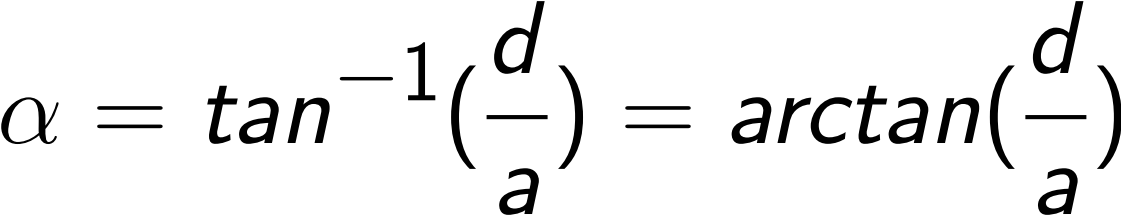 α = tan⁻¹(d/a) = arctan(d/a)